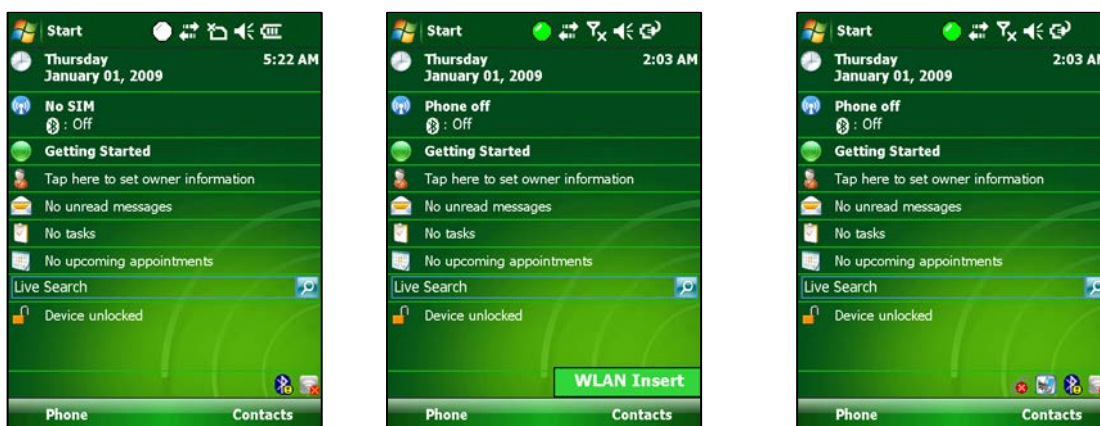 Start
Thursday 5:22 AM
January 01, 2009
No SIM
: Off
Getting Started
Tap here to set owner information
No unread messages
No tasks
No upcoming appointments
Live Search
Device unlocked
Phone Contacts
Start
Thursday 2:03 AM
January 01, 2009
Phone off
: Off
Getting Started
Tap here to set owner information
No unread messages
No tasks
No upcoming appointments
Live Search
Device unlocked
WLAN Insert
Phone Contacts
Start
Thursday 2:03 AM
January 01, 2009
Phone off
: Off
Getting Started
Tap here to set owner information
No unread messages
No tasks
No upcoming appointments
Live Search
Device unlocked
Phone Contacts